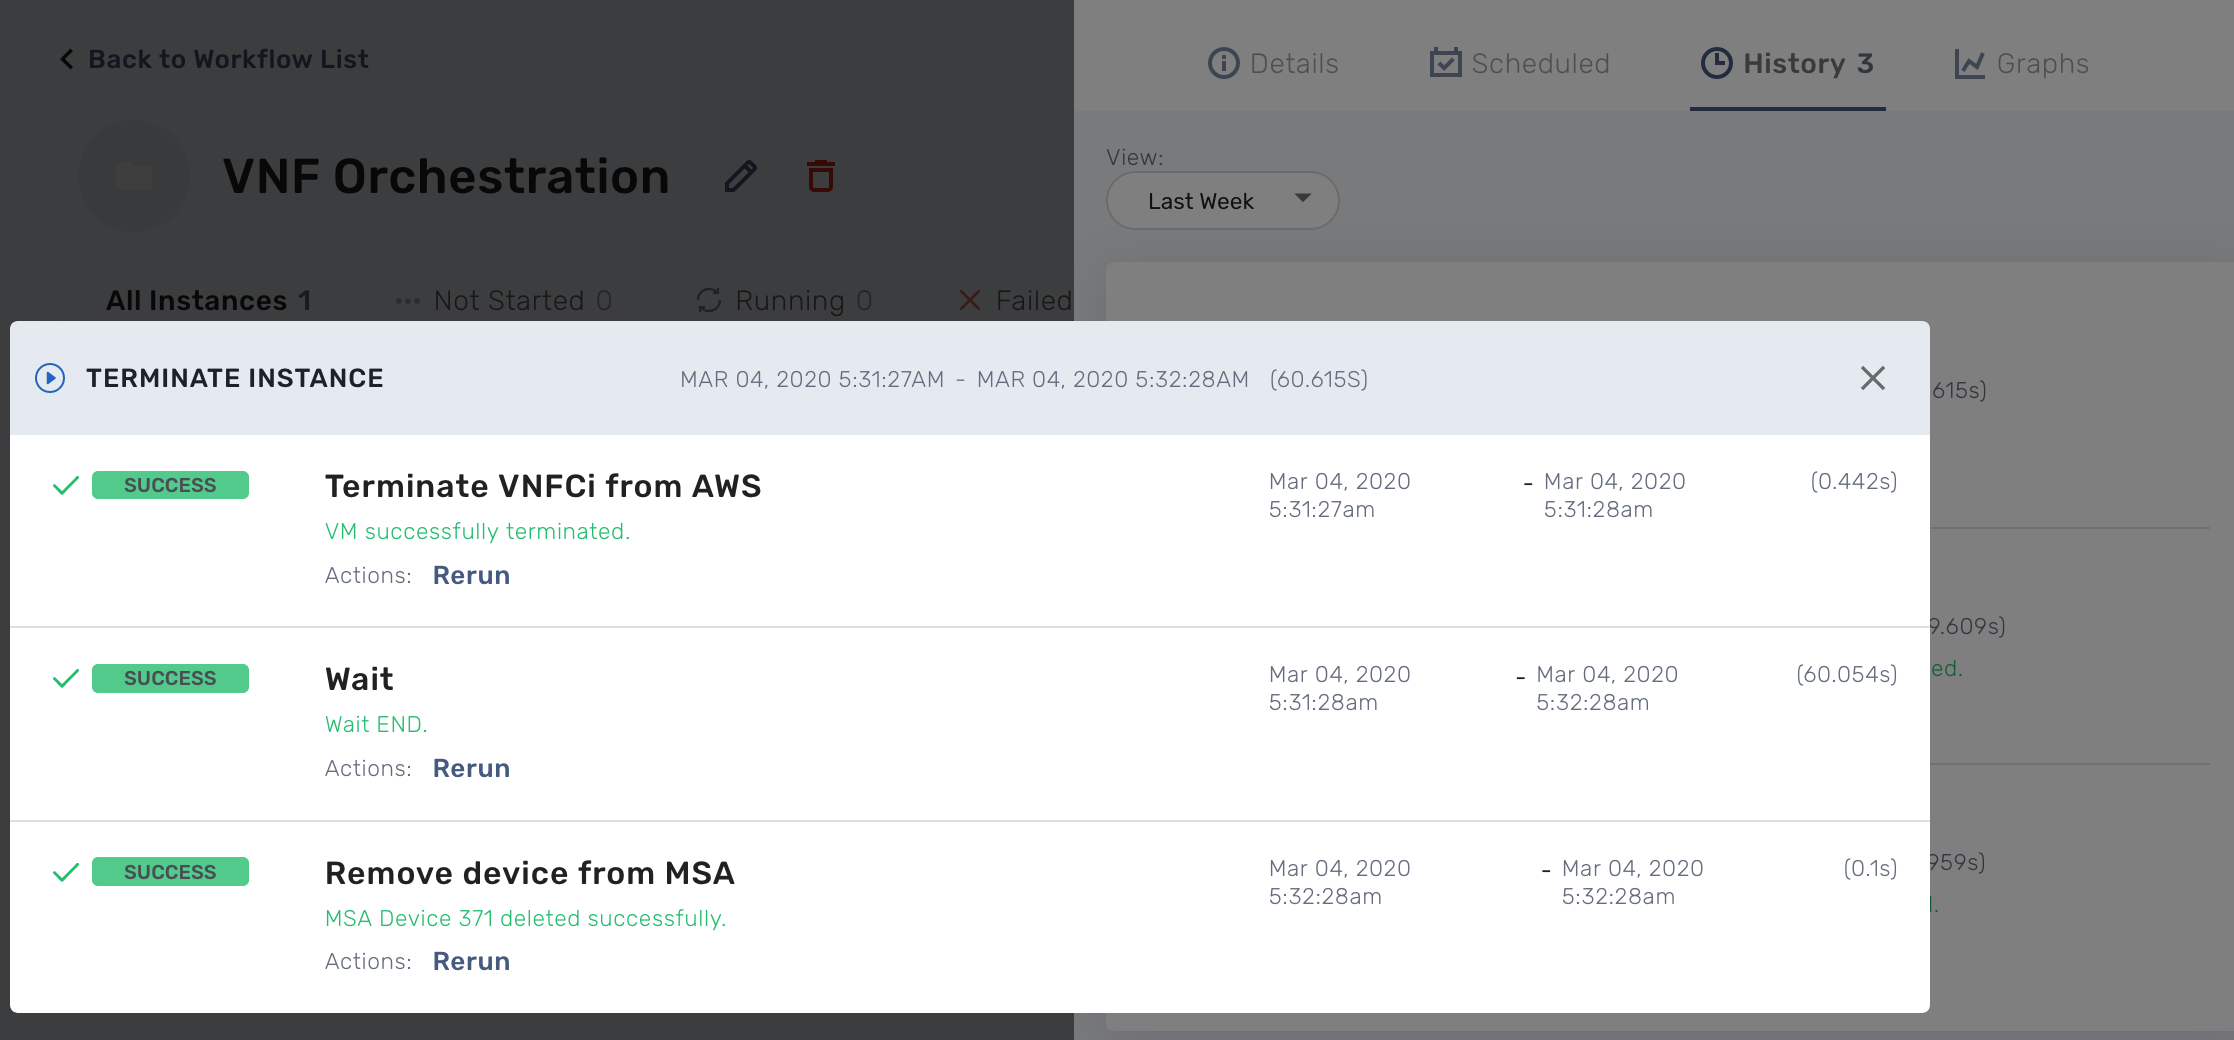 Back to Workflow List
Details
Scheduled
History 3
Graphs
VNF Orchestration
View:
Last Week
All Instances 1
Not Started 0
Running 0
Failed
TERMINATE INSTANCE
MAR 04, 2020 5:31:27AM - MAR 04, 2020 5:32:28AM (60.615S)
615s)
SUCCESS
Terminate VNFCi from AWS
VM successfully terminated.
Actions: Rerun
Mar 04, 2020
5:31:27am
- Mar 04, 2020
5:31:28am
(0.442s)
9.609s)
ed.
SUCCESS
Wait
Wait END.
Actions: Rerun
Mar 04, 2020
5:31:28am
- Mar 04, 2020
5:32:28am
(60.054s)
959s)
SUCCESS
Remove device from MSA
MSA Device 371 deleted successfully.
Actions: Rerun
Mar 04, 2020
5:32:28am
- Mar 04, 2020
5:32:28am
(0.1s)